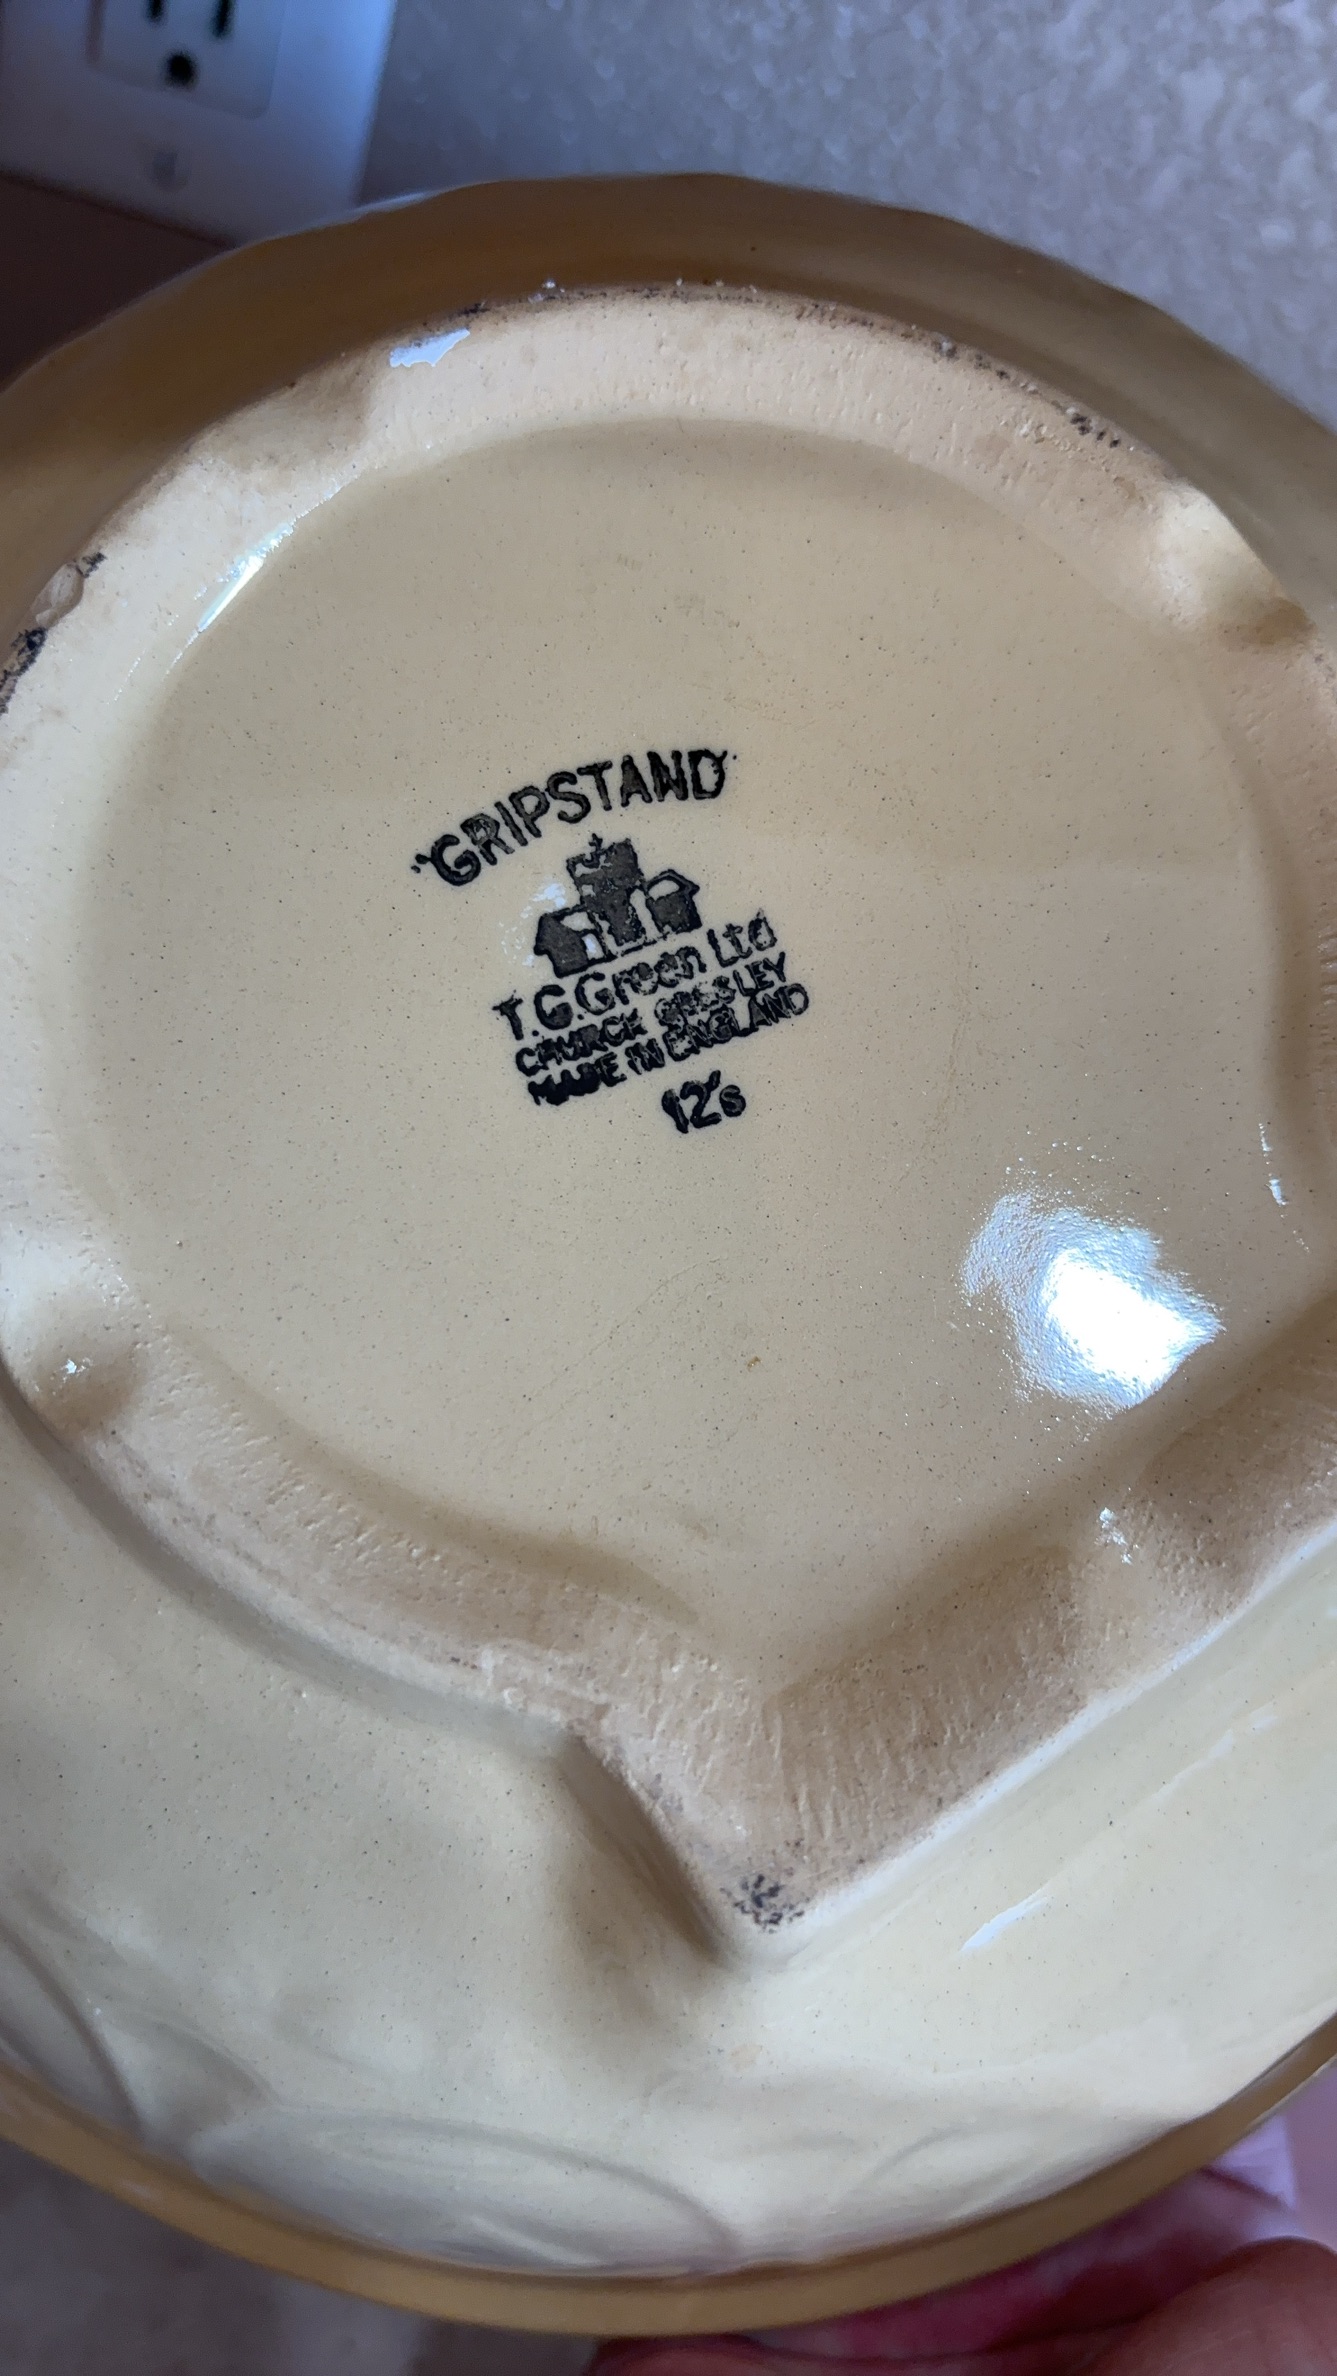 "GRIPSTAND"
T.G.Green Ltd
CHURCH GRESLEY
MADE IN ENGLAND
12's